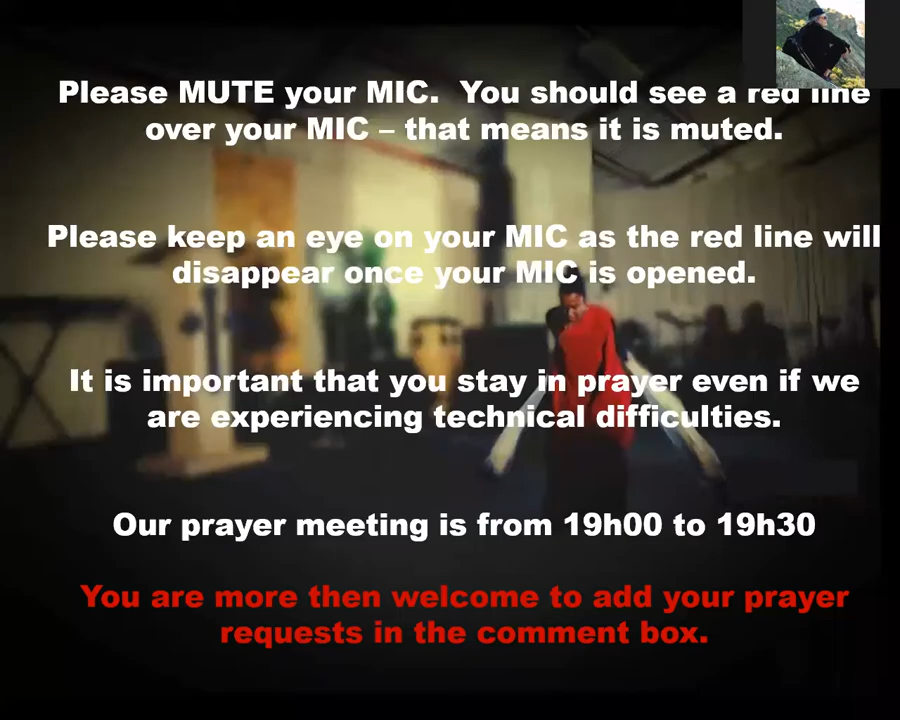 Please MUTE your MIC. You should see a red line
over your MIC – that means it is muted.
Please keep an eye on your MIC as the red line will
disappear once your MIC is opened.
It is important that you stay in prayer even if we
are experiencing technical difficulties.
Our prayer meeting is from 19h00 to 19h30
You are more then welcome to add your prayer
requests in the comment box.